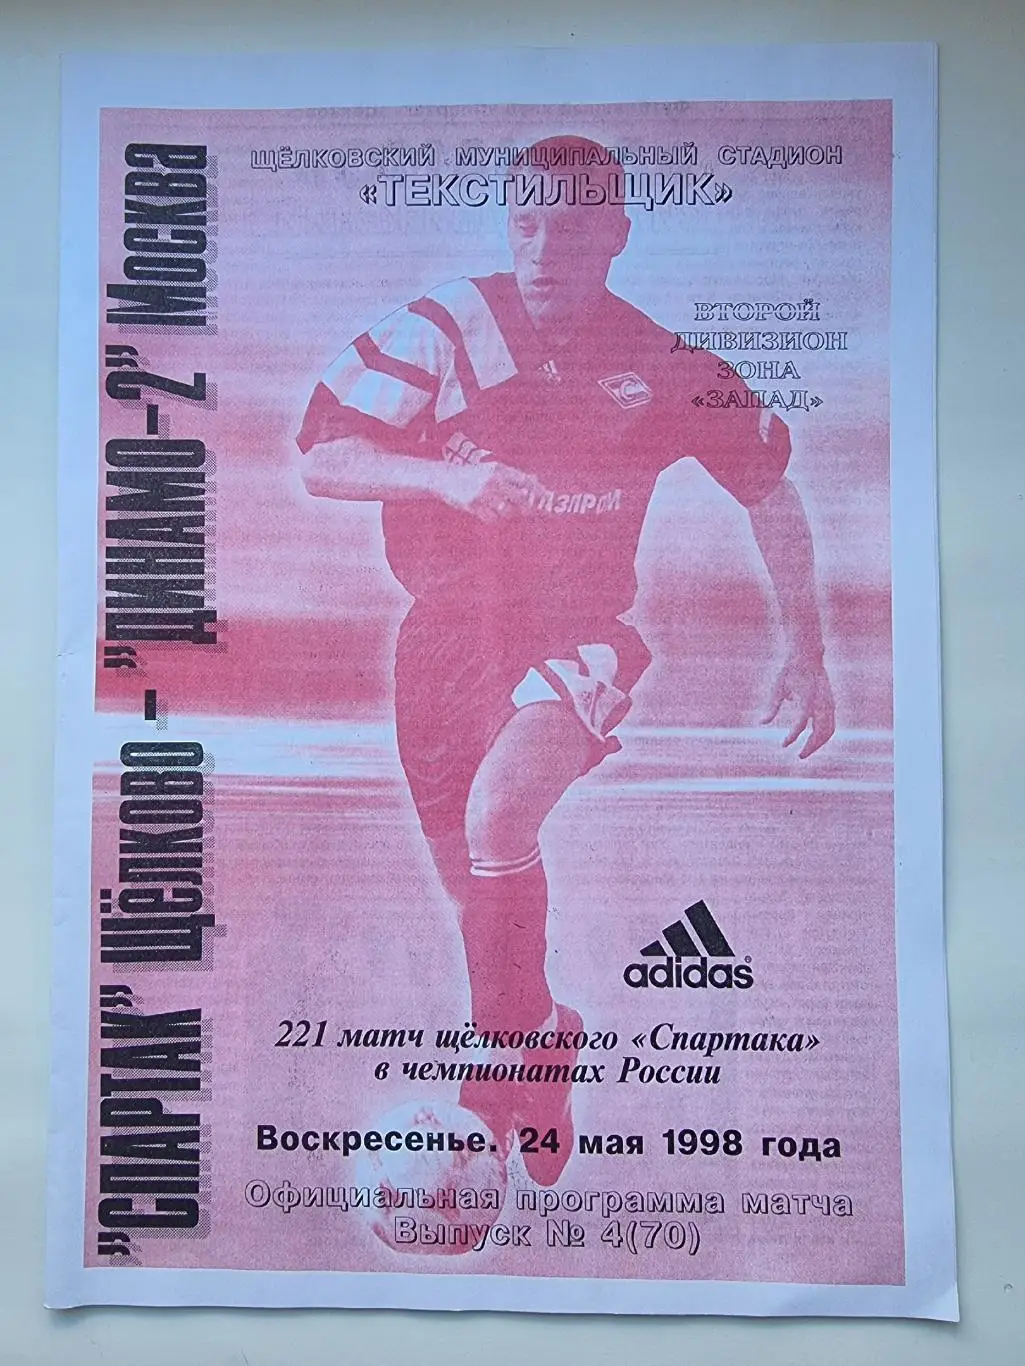 ЩЁЛКОВСКИЙ МУНИЦИПАЛЬНЫЙ СТАДИОН
«ТЕКСТИЛЬЩИК»
"СПАРТАК" ЩЁЛКОВО - "ДИНАМО-2" МОСКВА
ВТОРОЙ
ДИВИЗИОН
ЗОНА
«ЗАПАД»
ГАЗПРОМ
adidas
221 матч щёлковского «Спартака»
в чемпионатах России
Воскресенье. 24 мая 1998 года
Официальная программа матча
Выпуск № 4(70)